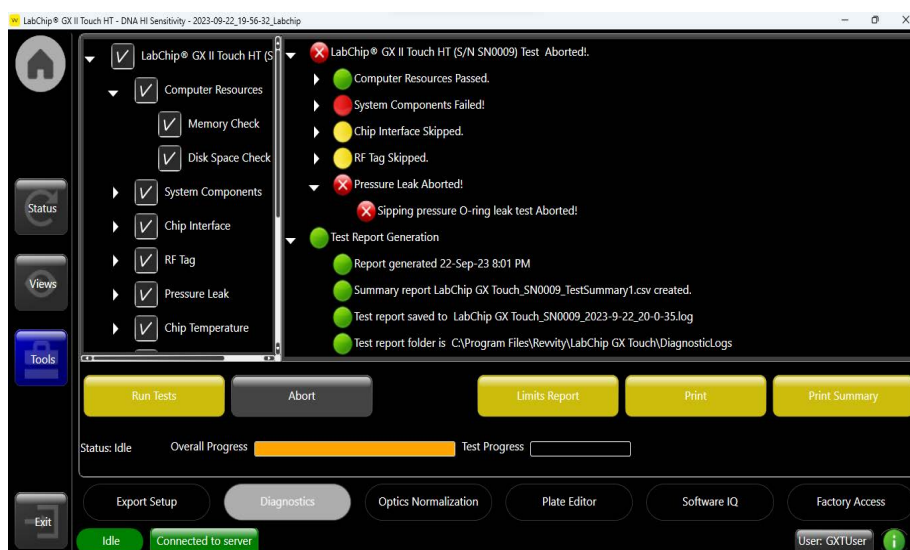 LabChip® GX II Touch HT - DNA HI Sensitivity - 2023-09-22_19-56-32_Labchip
LabChip® GX II Touch HT (S
Computer Resources
Memory Check
Disk Space Check
System Components
Chip Interface
RF Tag
Pressure Leak
Chip Temperature
LabChip® GX II Touch HT (S/N SN0009) Test Aborted!.
Computer Resources Passed.
System Components Failed!
Chip Interface Skipped.
RF Tag Skipped.
Pressure Leak Aborted!
Sipping pressure O-ring leak test Aborted!
Test Report Generation
Report generated 22-Sep-23 8:01 PM
Summary report LabChip GX Touch_SN0009_TestSummary1.csv created.
Test report saved to LabChip GX Touch_SN0009_2023-9-22_20-0-35.log
Test report folder is C:\Program Files\Revvity\LabChip GX Touch\DiagnosticLogs
Status
Views
Tools
Exit
Run Tests Abort Limits Report Print Print Summary
Status: Idle Overall Progress Test Progress
Export Setup Diagnostics Optics Normalization Plate Editor Software IQ Factory Access
Idle Connected to server User: GXTUser